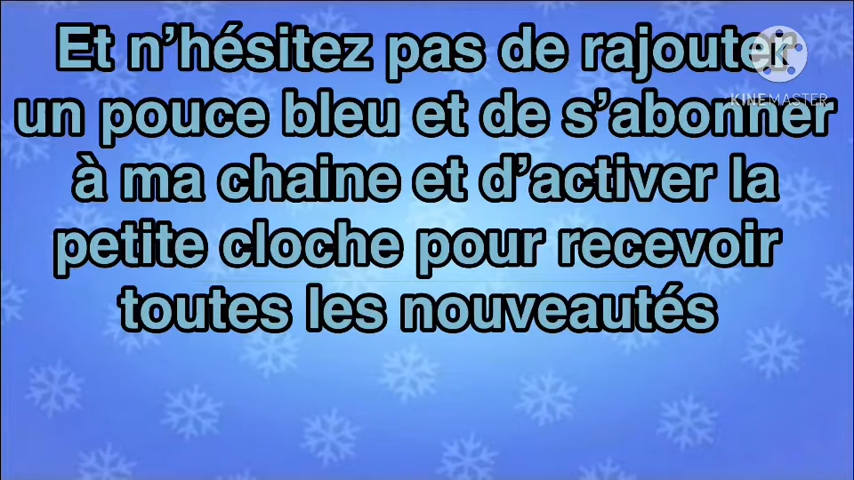 Et n'hésitez pas de rajouter
un pouce bleu et de s'abonner
à ma chaine et d'activer la
petite cloche pour recevoir
toutes les nouveautés
K
KINEMASTER